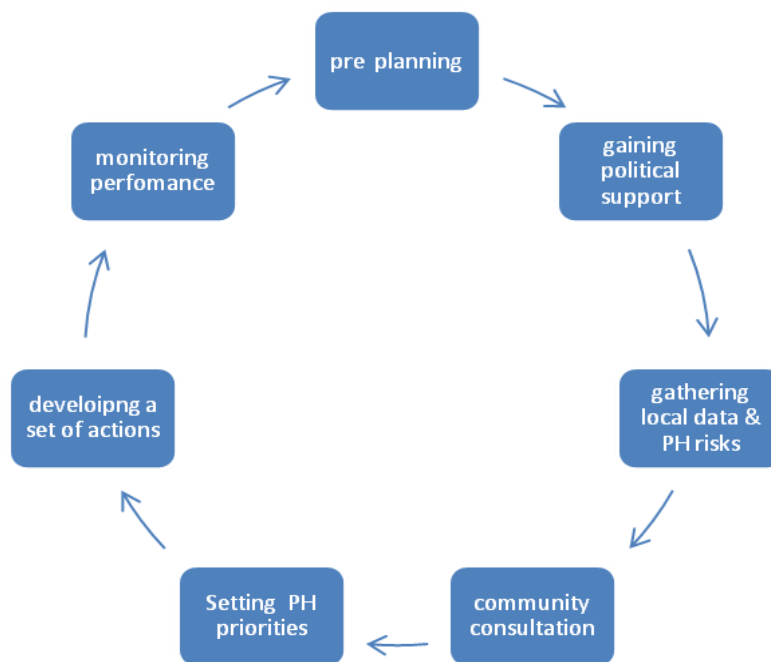 pre planning
gaining
political
support
gathering
local data &
PH risks
community
consultation
Setting PH
priorities
develoipng a
set of actions
monitoring
perfomance